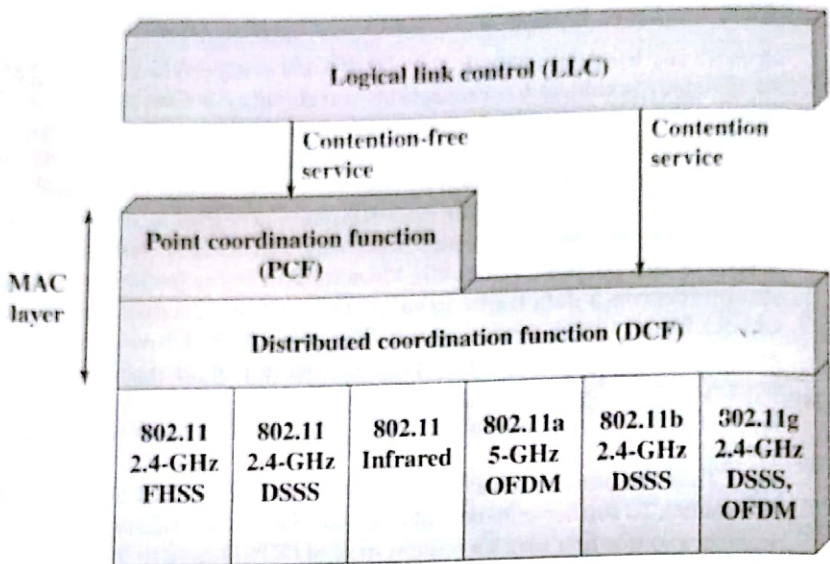 Logical link control (LLC)
Contention-free
service
Contention
service
MAC
layer
Point coordination function
(PCF)
Distributed coordination function (DCF)
802.11
2.4-GHz
FHSS
802.11
2.4-GHz
DSSS
802.11
Infrared
802.11a
5-GHz
OFDM
802.11b
2.4-GHz
DSSS
802.11g
2.4-GHz
DSSS,
OFDM